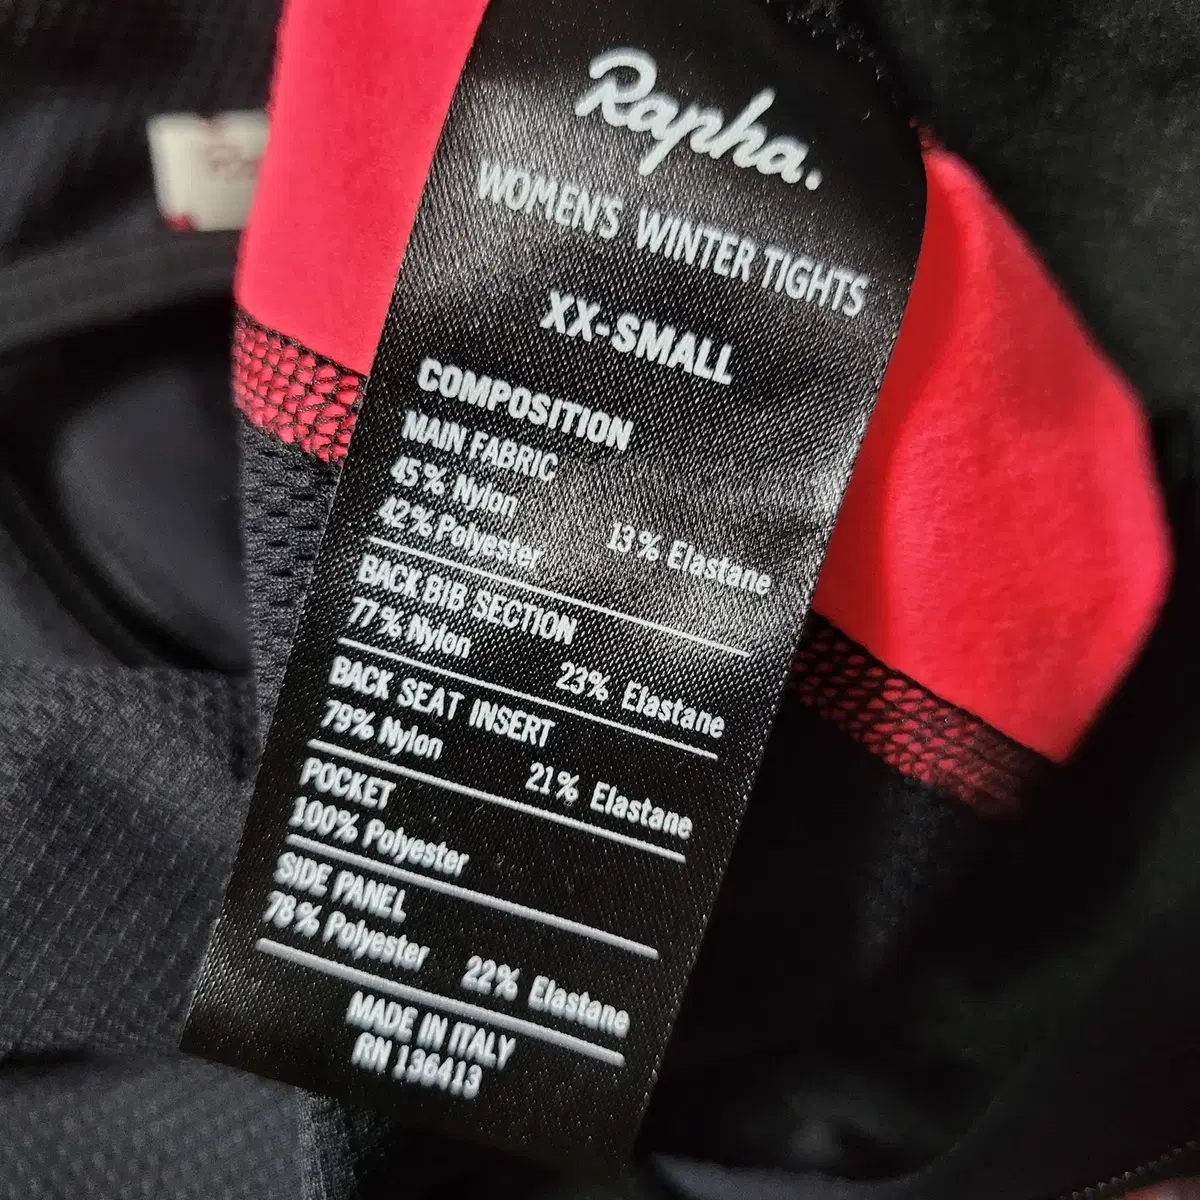 Rapha.
WOMEN'S WINTER TIGHTS
XX-SMALL
COMPOSITION
MAIN FABRIC
45% Nylon 13% Elastane
42% Polyester
BACK BIB SECTION
77% Nylon 23% Elastane
BACK SEAT INSERT
79% Nylon 21% Elastane
POCKET
100% Polyester
SIDE PANEL
78% Polyester 22% Elastane
MADE IN ITALY
RN 136413